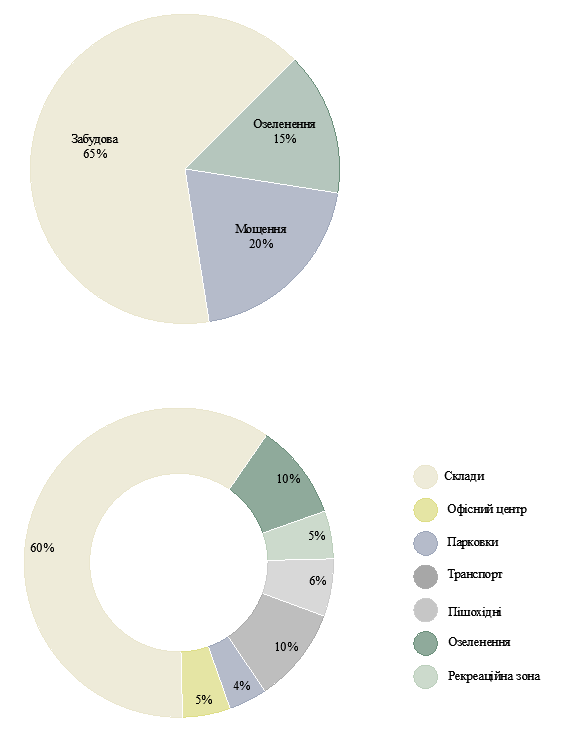 Забудова
65%
Озеленення
15%
Мощення
20%
60%
10%
5%
6%
10%
4%
5%
Склади
Офісний центр
Парковки
Транспорт
Пішохідні
Озеленення
Рекреаційна зона